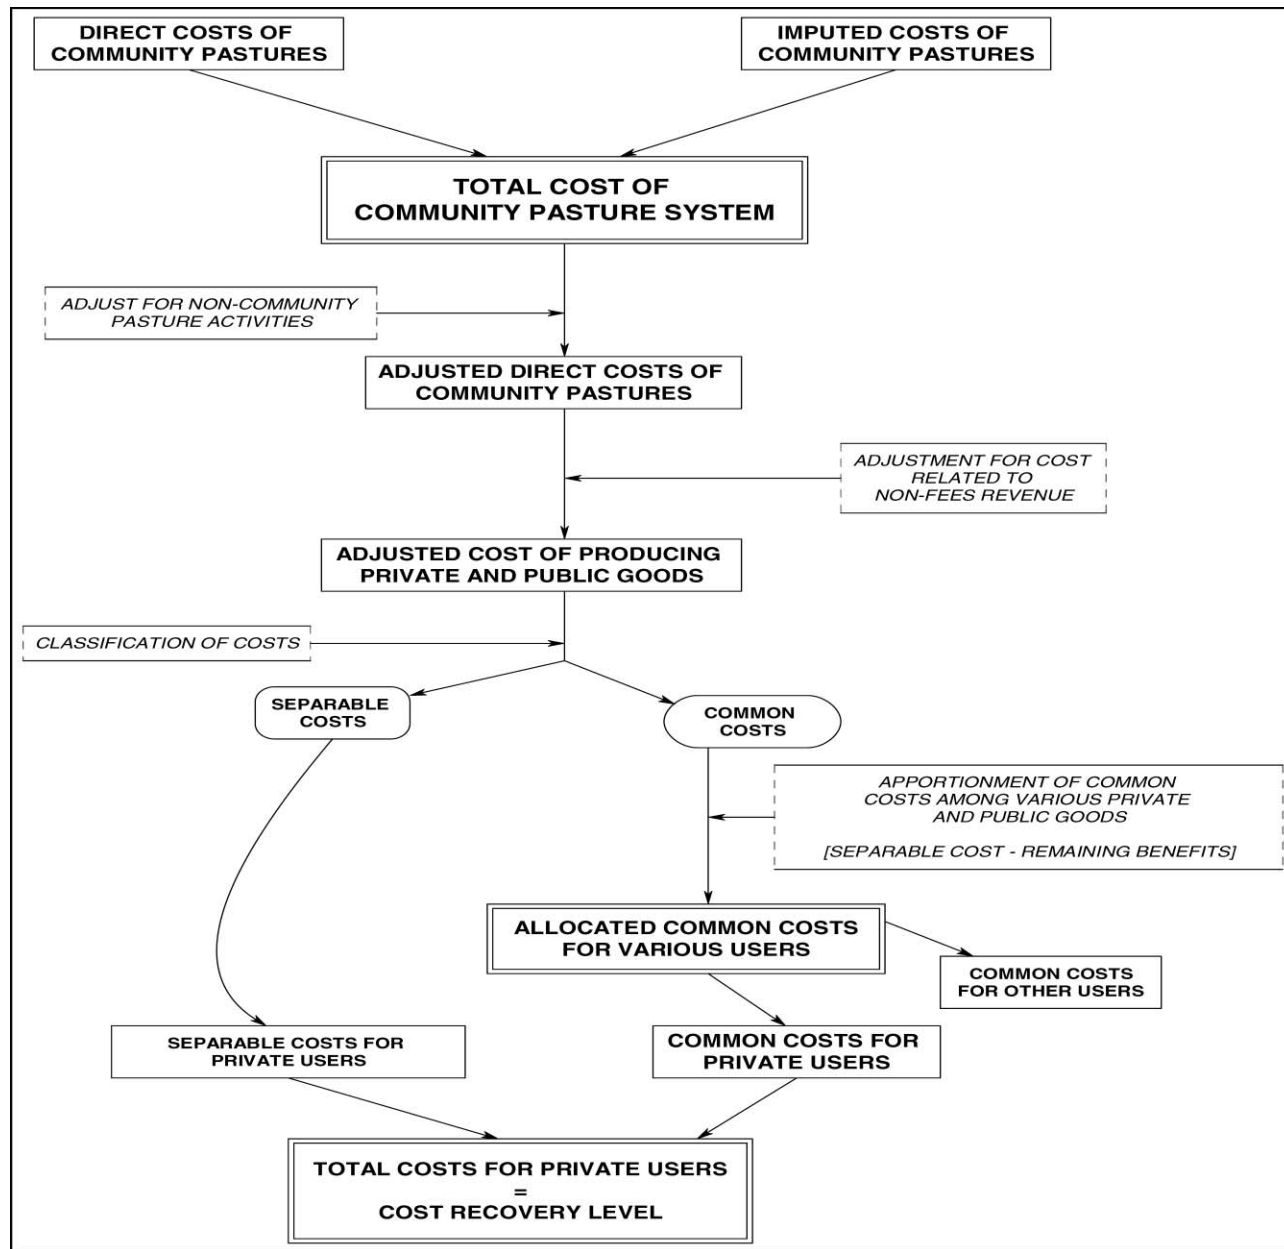 DIRECT COSTS OF
COMMUNITY PASTURES
IMPUTED COSTS OF
COMMUNITY PASTURES
TOTAL COST OF
COMMUNITY PASTURE SYSTEM
ADJUST FOR NON-COMMUNITY
PASTURE ACTIVITIES
ADJUSTED DIRECT COSTS OF
COMMUNITY PASTURES
ADJUSTMENT FOR COST
RELATED TO
NON-FEES REVENUE
ADJUSTED COST OF PRODUCING
PRIVATE AND PUBLIC GOODS
CLASSIFICATION OF COSTS
SEPARABLE
COSTS
COMMON
COSTS
APPORTIONMENT OF COMMON
COSTS AMONG VARIOUS PRIVATE
AND PUBLIC GOODS
[SEPARABLE COST - REMAINING BENEFITS]
ALLOCATED COMMON COSTS
FOR VARIOUS USERS
COMMON COSTS
FOR OTHER USERS
SEPARABLE COSTS FOR
PRIVATE USERS
COMMON COSTS FOR
PRIVATE USERS
TOTAL COSTS FOR PRIVATE USERS
=
COST RECOVERY LEVEL